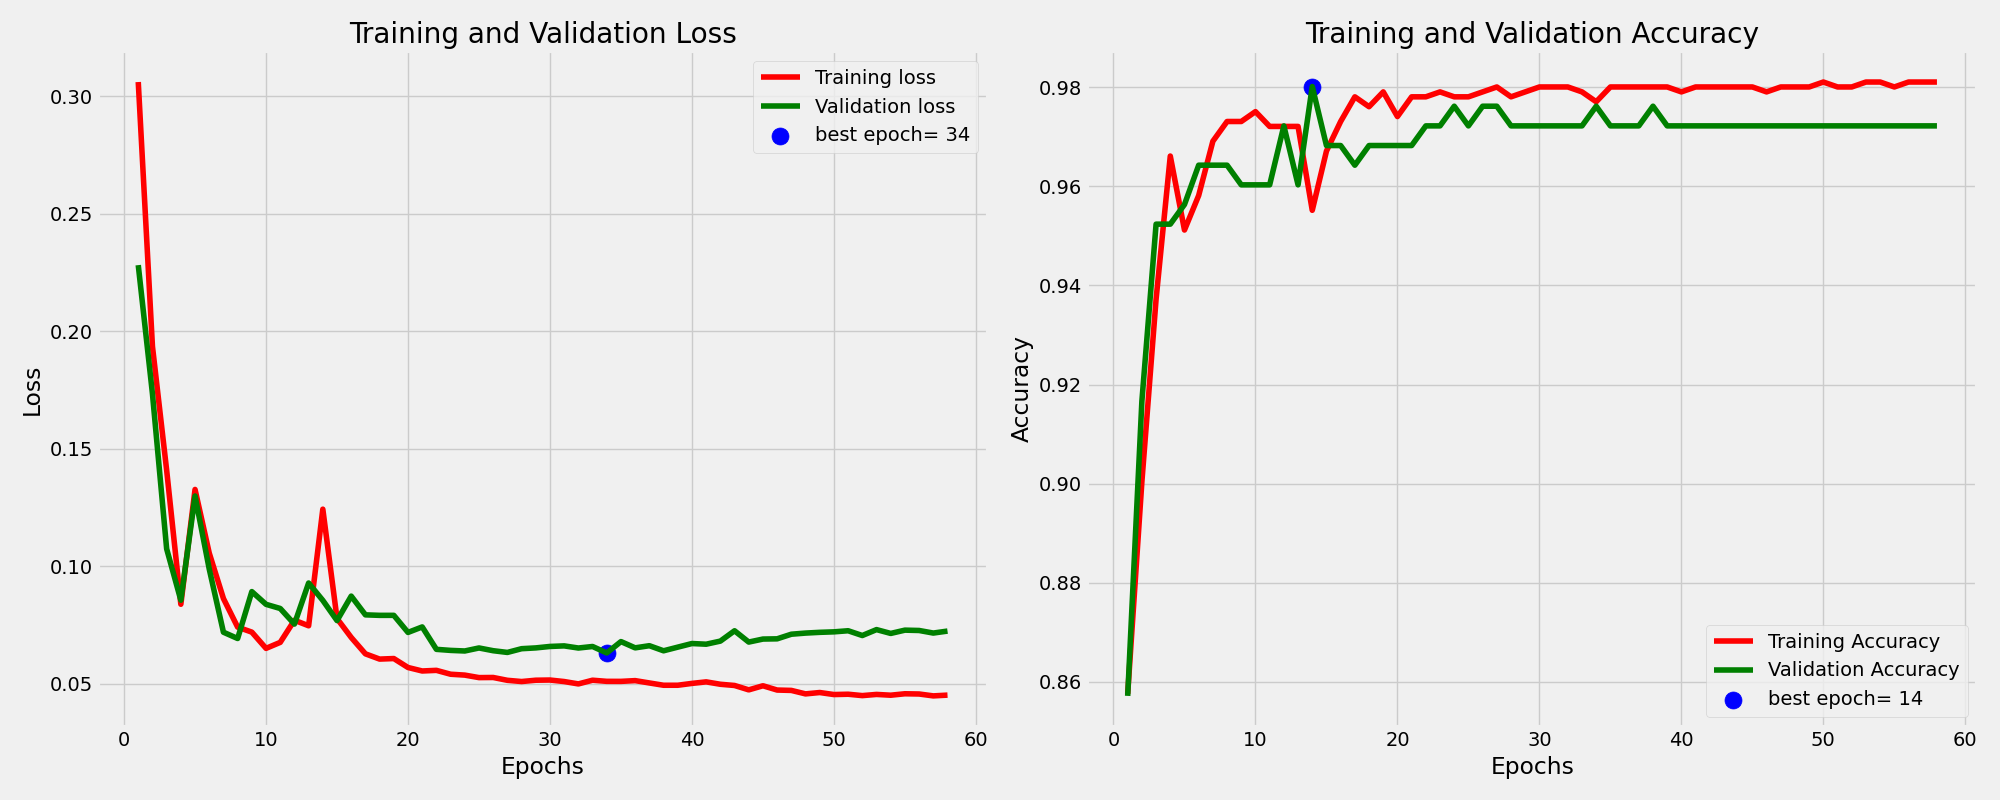 Training and Validation Loss
Training loss
Validation loss
best epoch= 34
0.30
0.25
0.20
0.15
0.10
0.05
Loss
0 10 20 30 40 50 60
Epochs
Training and Validation Accuracy
0.98
0.96
0.94
0.92
0.90
0.88
0.86
Accuracy
Training Accuracy
Validation Accuracy
best epoch= 14
0 10 20 30 40 50 60
Epochs